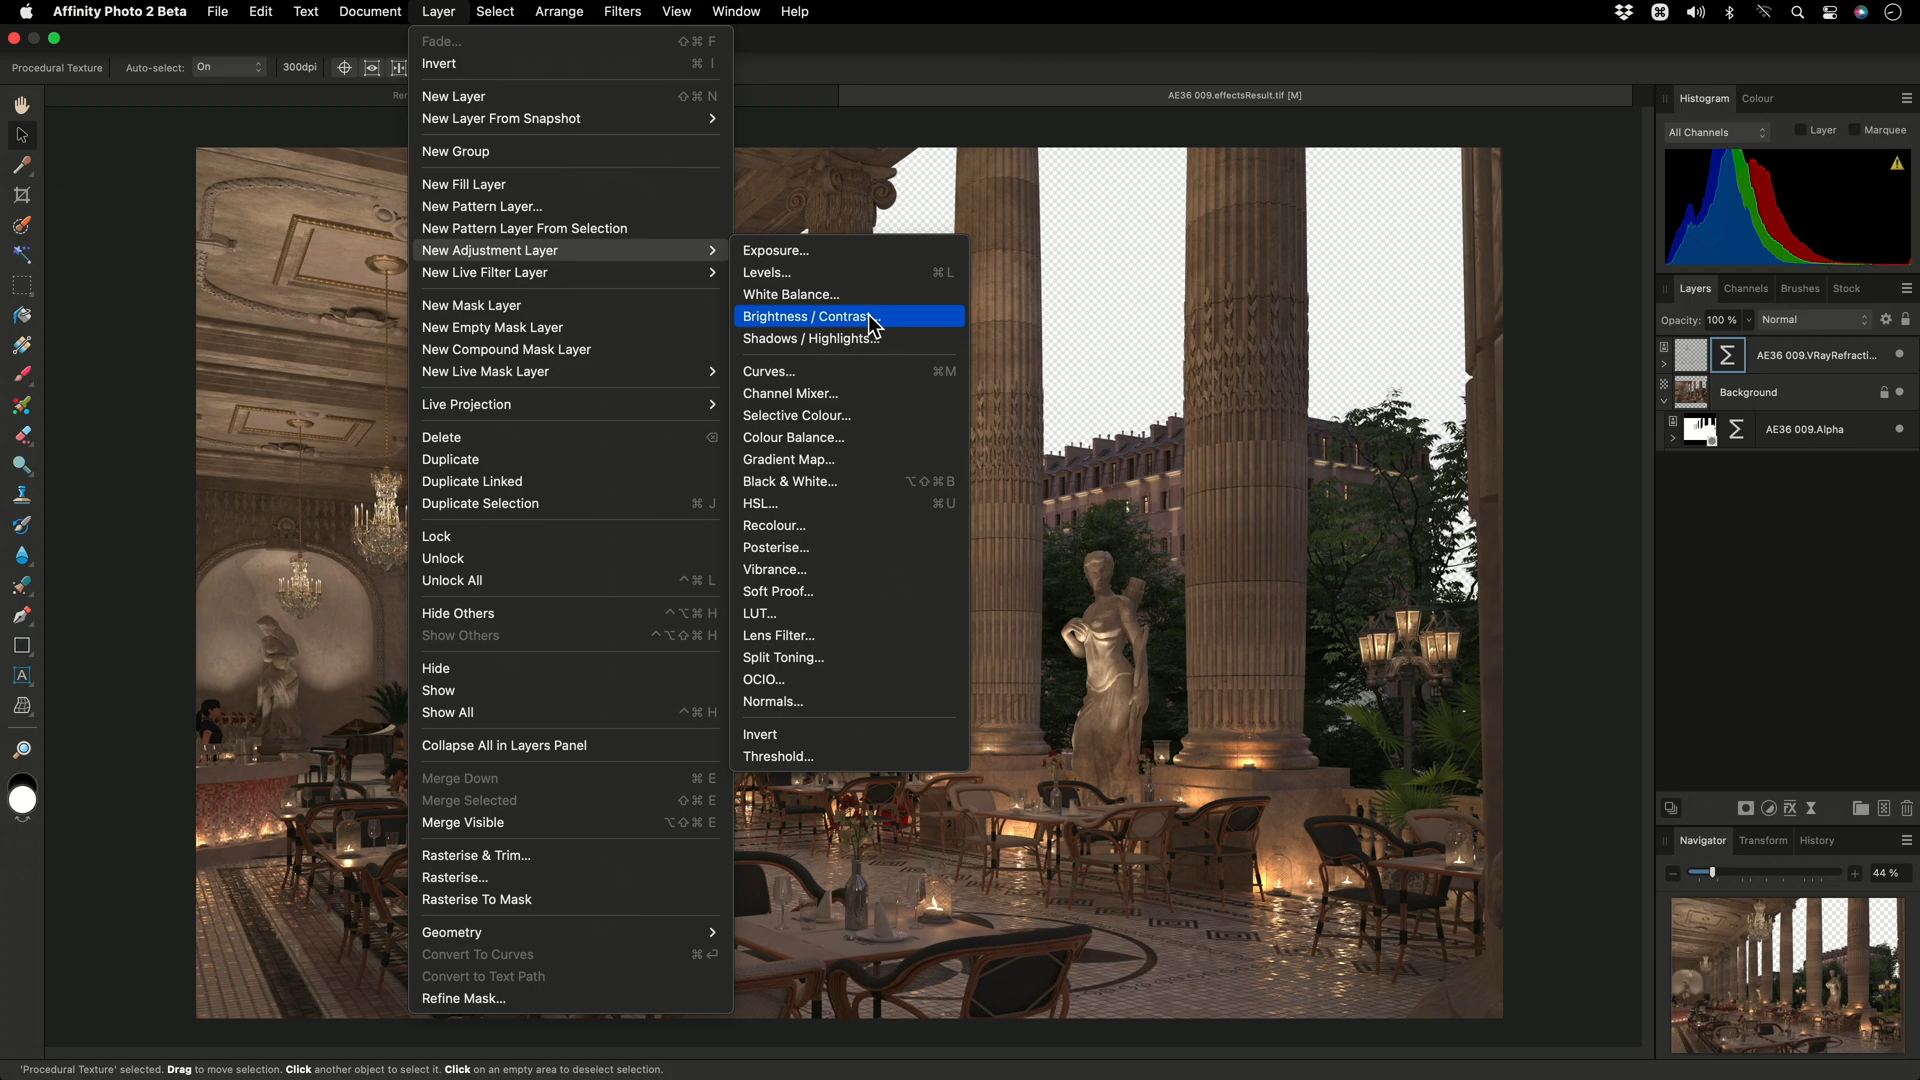 Affinity Photo 2 Beta File Edit Text Document Layer Select Arrange Filters View Window Help
Procedural Texture Auto-select: On 300dpi
AE36 009.effectsResult.tif [M]
Fade... ⇧⌘ F
Invert ⌘ I
New Layer ⇧⌘ N
New Layer From Snapshot
New Group
New Fill Layer
New Pattern Layer...
New Pattern Layer From Selection
New Adjustment Layer
New Live Filter Layer
New Mask Layer
New Empty Mask Layer
New Compound Mask Layer
New Live Mask Layer
Live Projection
Delete
Duplicate
Duplicate Linked
Duplicate Selection ⌘ J
Lock
Unlock
Unlock All ^⌘ L
Hide Others ^⌥⌘ H
Show Others ^⌥⇧⌘ H
Hide
Show
Show All ^⌘ H
Collapse All in Layers Panel
Merge Down ⌘ E
Merge Selected ⇧⌘ E
Merge Visible ⌥⇧⌘ E
Rasterise & Trim...
Rasterise...
Rasterise To Mask
Geometry
Convert To Curves ⌘↩
Convert to Text Path
Refine Mask...
Exposure...
Levels... ⌘L
White Balance...
Brightness / Contrast...
Shadows / Highlights...
Curves... ⌘M
Channel Mixer...
Selective Colour...
Colour Balance...
Gradient Map...
Black & White... ⌥⇧⌘B
HSL... ⌘U
Recolour...
Posterise...
Vibrance...
Soft Proof...
LUT...
Lens Filter...
Split Toning...
OCIO...
Normals...
Invert
Threshold...
Histogram Colour
All Channels Layer Marquee
Layers Channels Brushes Stock
Opacity: 100 % Normal
AE36 009.VRayRefracti...
Background
AE36 009.Alpha
Navigator Transform History
44 %
'Procedural Texture' selected. Drag to move selection. Click another object to select it. Click on an empty area to deselect selection.